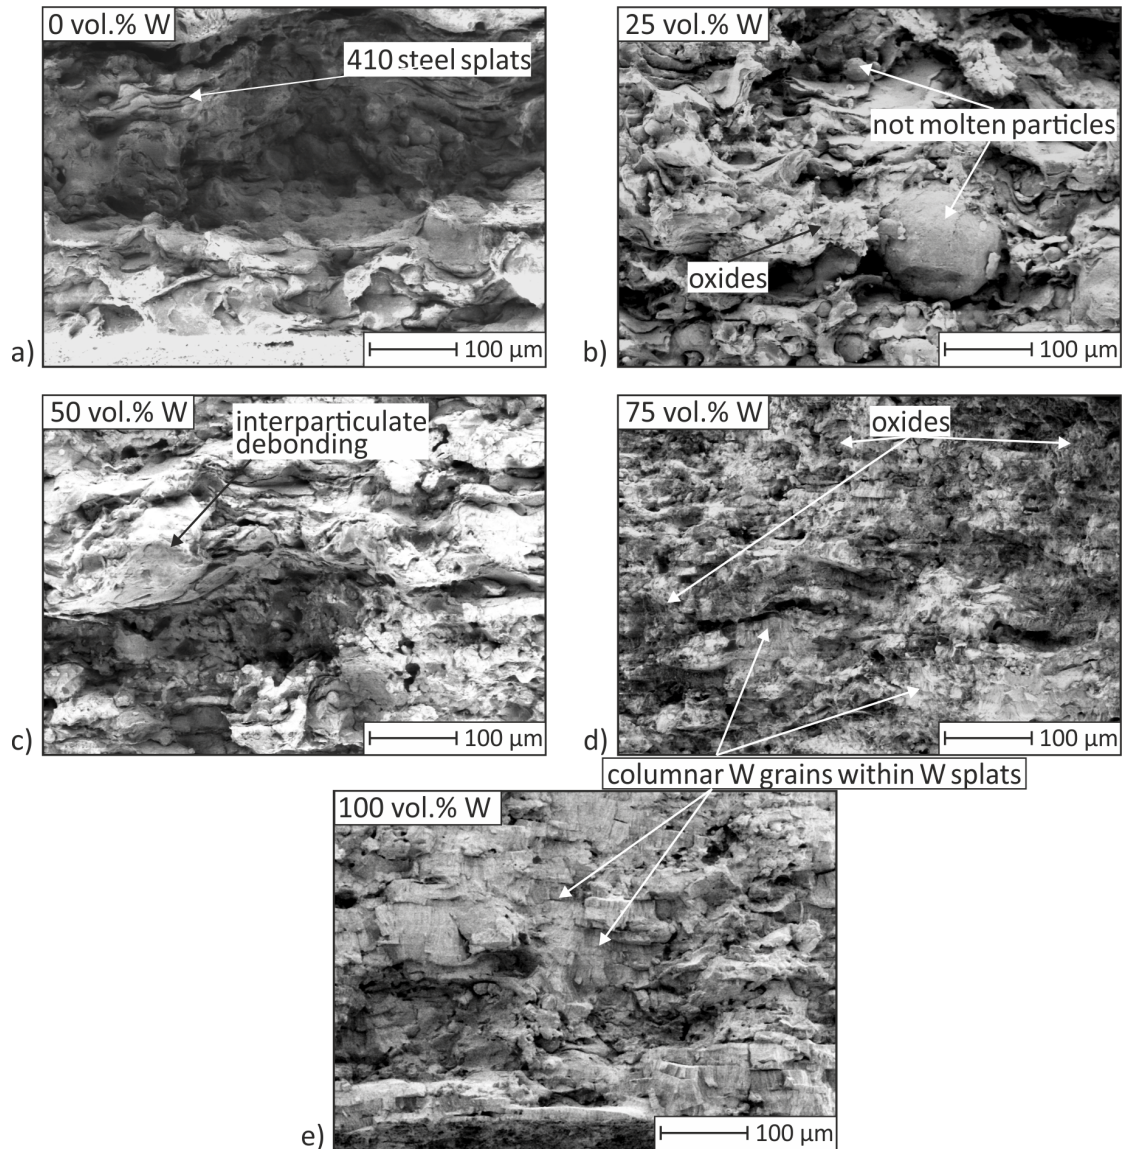 0 vol.% W
410 steel splats
100 µm
a)
25 vol.% W
not molten particles
oxides
100 µm
b)
50 vol.% W
interparticulate
debonding
100 µm
c)
75 vol.% W
oxides
100 µm
d)
columnar W grains within W splats
100 vol.% W
100 µm
e)